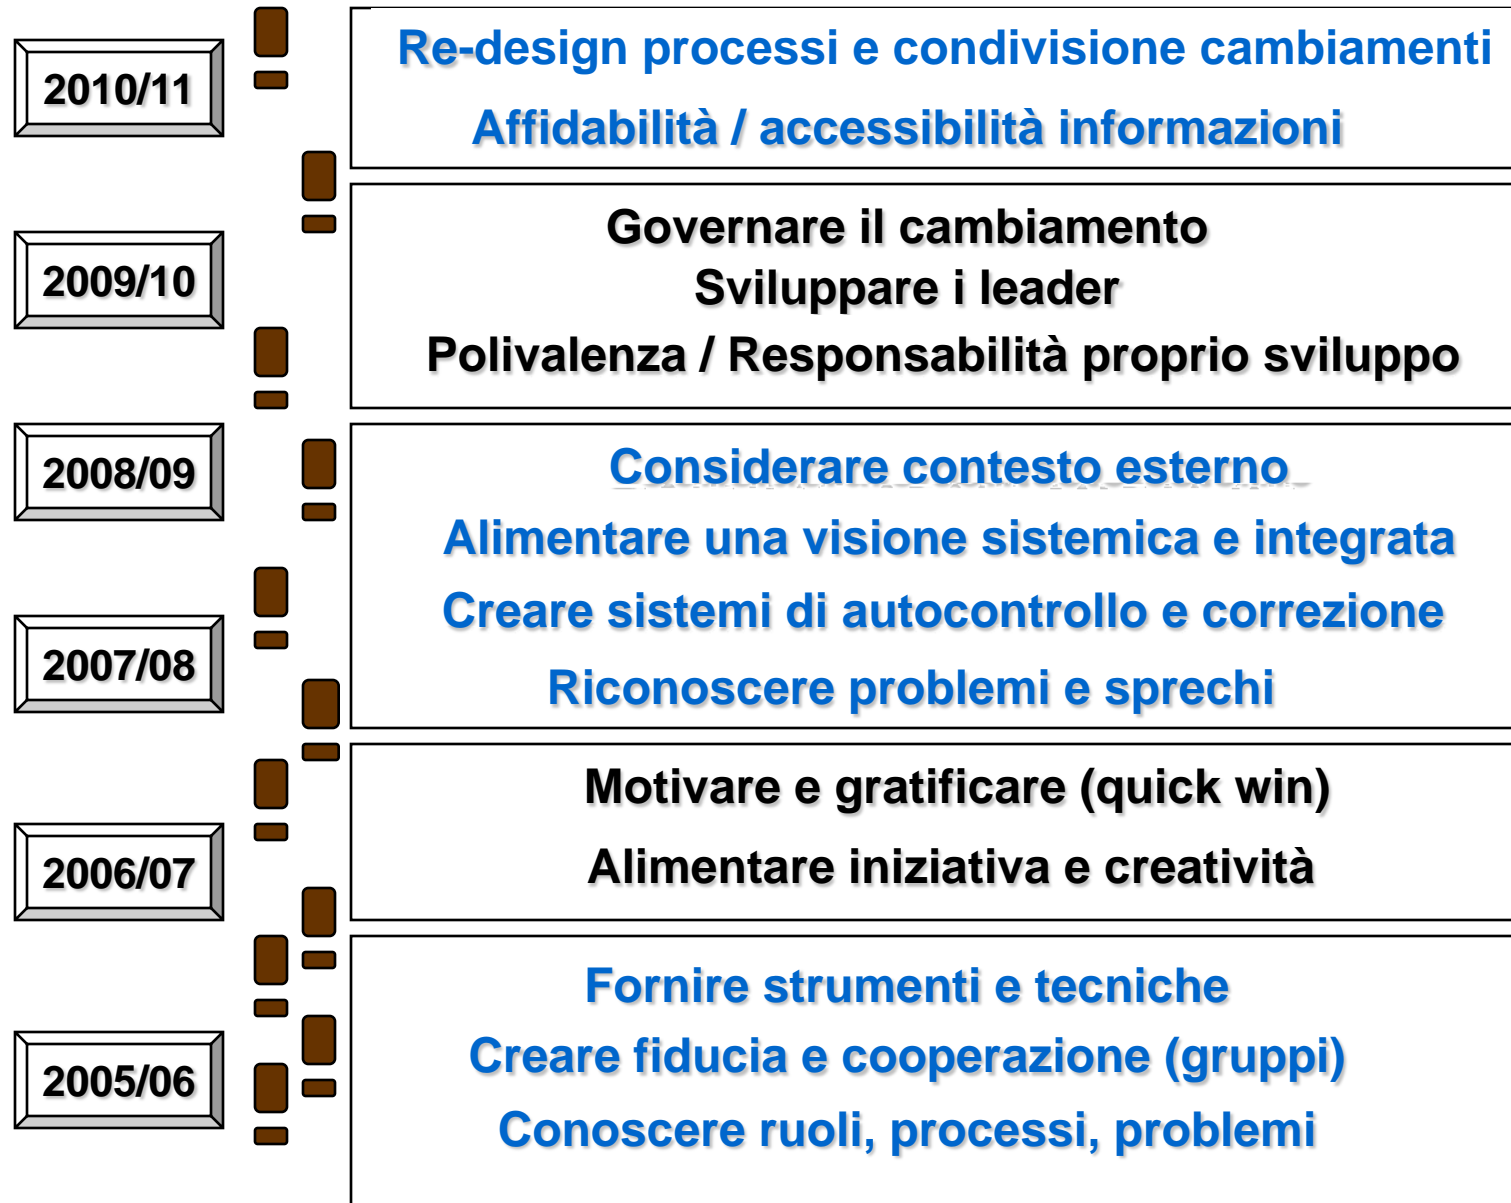 2010/11
Re-design processi e condivisione cambiamenti
Affidabilità / accessibilità informazioni
2009/10
Governare il cambiamento
Sviluppare i leader
Polivalenza / Responsabilità proprio sviluppo
2008/09
Considerare contesto esterno
Alimentare una visione sistemica e integrata
Creare sistemi di autocontrollo e correzione
2007/08
Riconoscere problemi e sprechi
Motivare e gratificare (quick win)
2006/07
Alimentare iniziativa e creatività
Fornire strumenti e tecniche
Creare fiducia e cooperazione (gruppi)
2005/06
Conoscere ruoli, processi, problemi